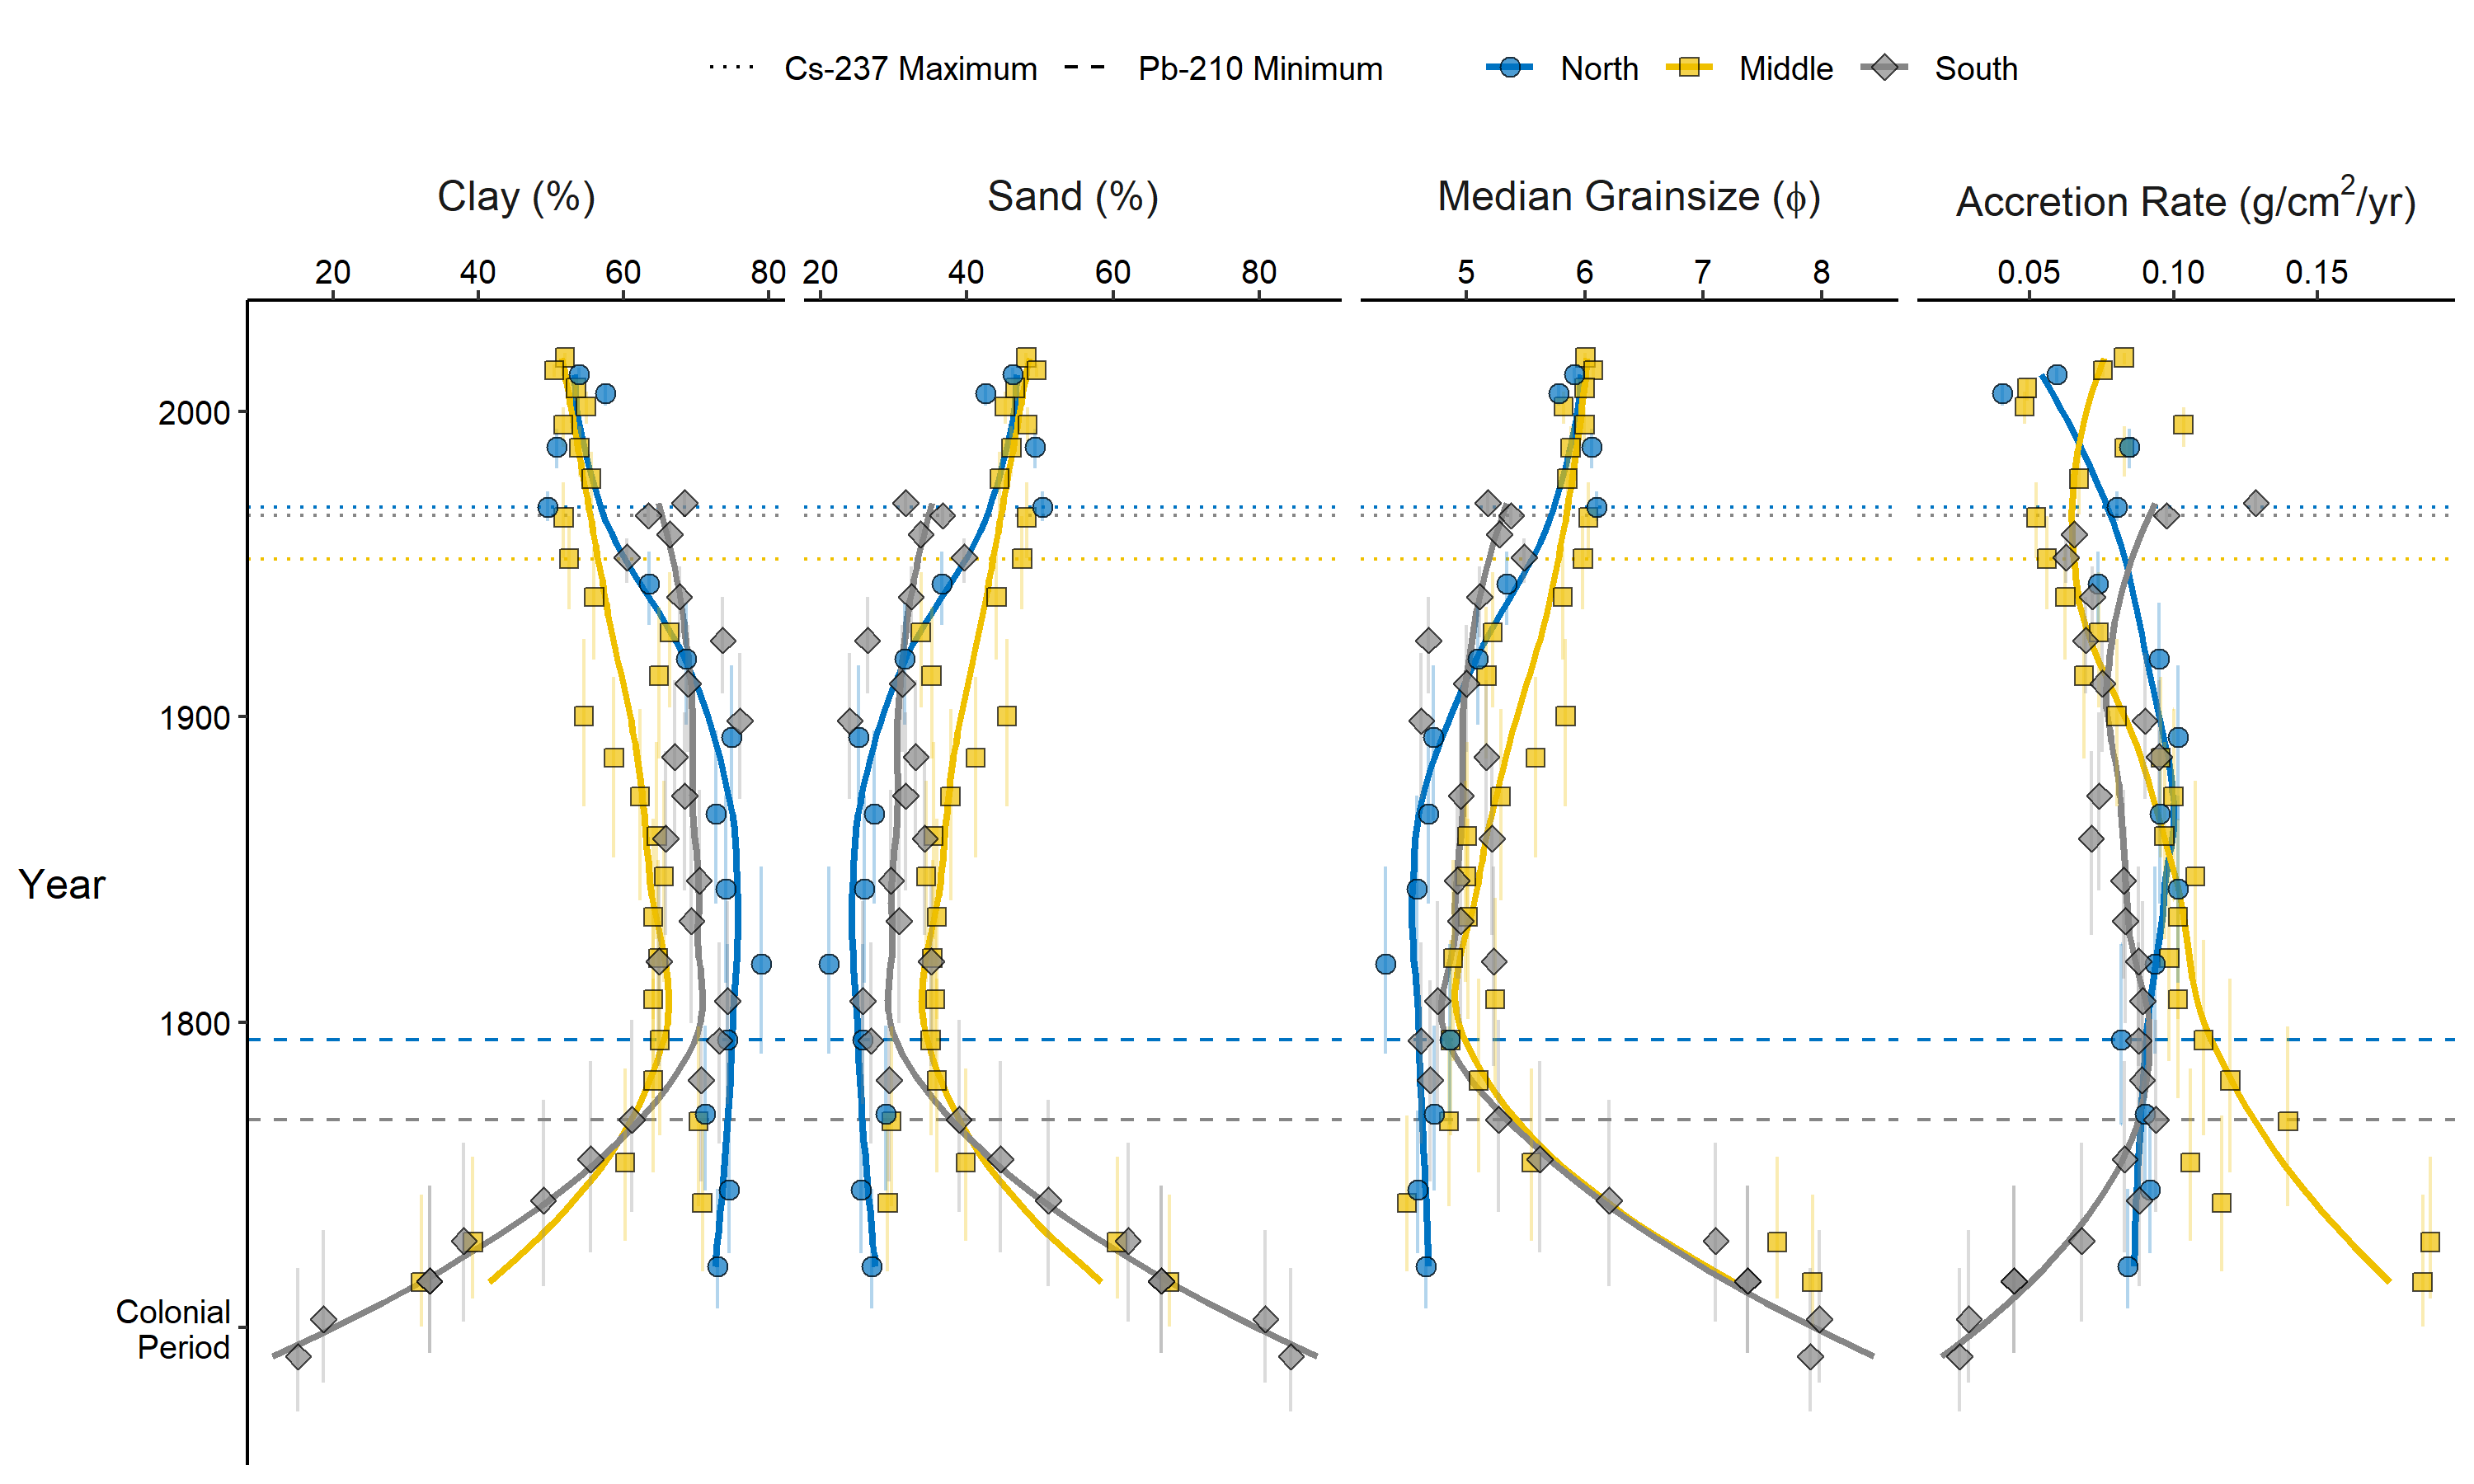 Cs-237 Maximum Pb-210 Minimum North Middle South
Clay (%) Sand (%) Median Grainsize (ϕ) Accretion Rate (g/cm²/yr)
20 40 60 80 20 40 60 80 5 6 7 8 0.05 0.10 0.15
2000
1900
Year
1800
Colonial
Period